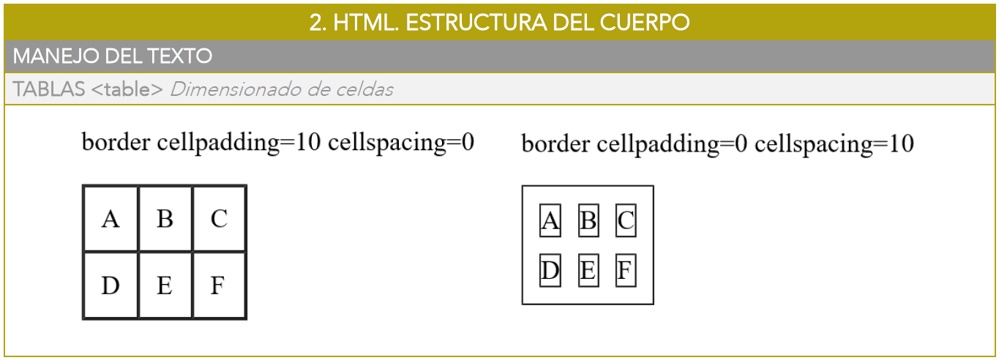 2. HTML. ESTRUCTURA DEL CUERPO
MANEJO DEL TEXTO
TABLAS <table> Dimensionado de celdas
border cellpadding=10 cellspacing=0
A B C
D E F
border cellpadding=0 cellspacing=10
A B C
D E F